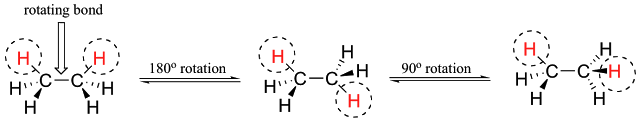 rotating bond
H H H H
180° rotation 90° rotation
C C C C C C H
H H H H
H H H H H H